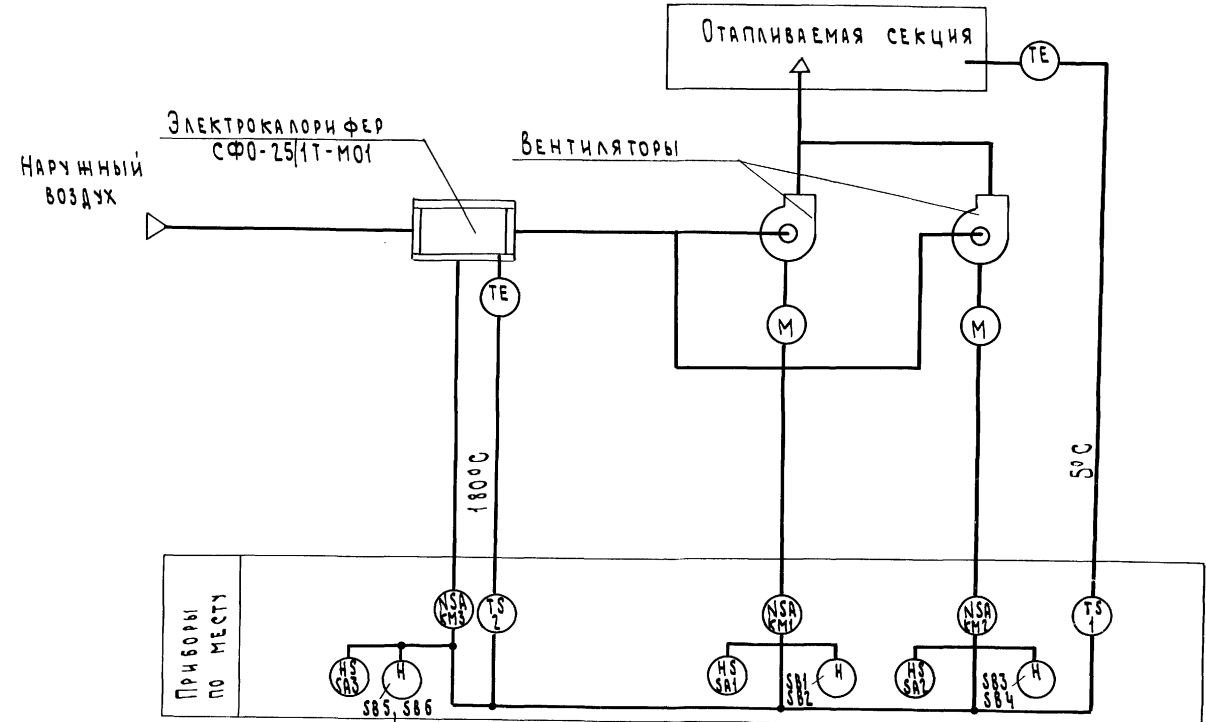 Отапливаемая секция
TE
Электрокалорифер
СФО-25/1Т-М01
Вентиляторы
Наружный
воздух
TE
M
M
180°C
5°C
Приборы
по месту
NSA
KM3
TS
2
NSA
KM1
NSA
KM2
TS
1
HS
SA3
H
SB5, SB6
HS
SA1
SB1
SB2
H
HS
SA2
SB3
SB4
H